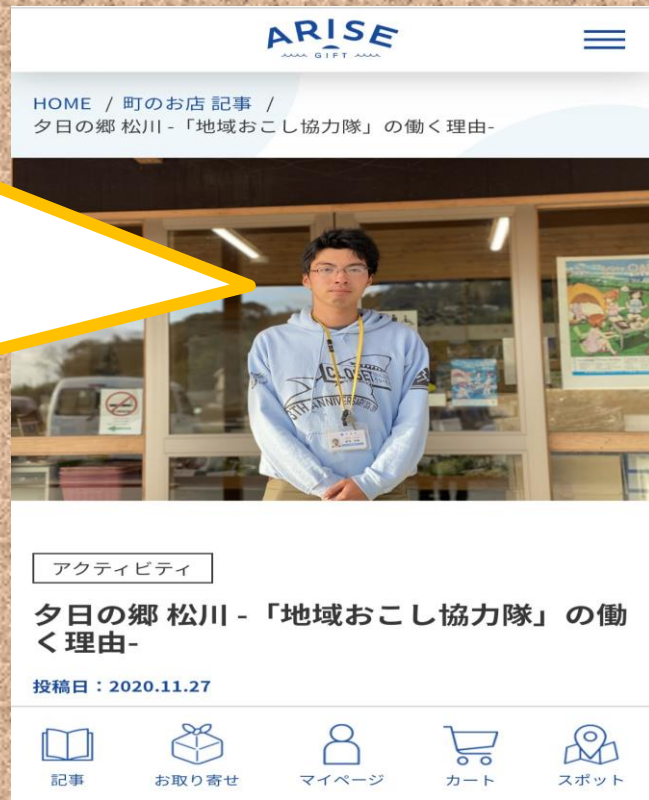 ARISE
GIFT
HOME / 町のお店 記事 /
夕日の郷 松川 -「地域おこし協力隊」の働く理由-
CLOSET
5TH ANNIVERSARY
アクティビティ
夕日の郷 松川 -「地域おこし協力隊」の働
く理由-
投稿日：2020.11.27
記事
お取り寄せ
マイページ
カート
スポット